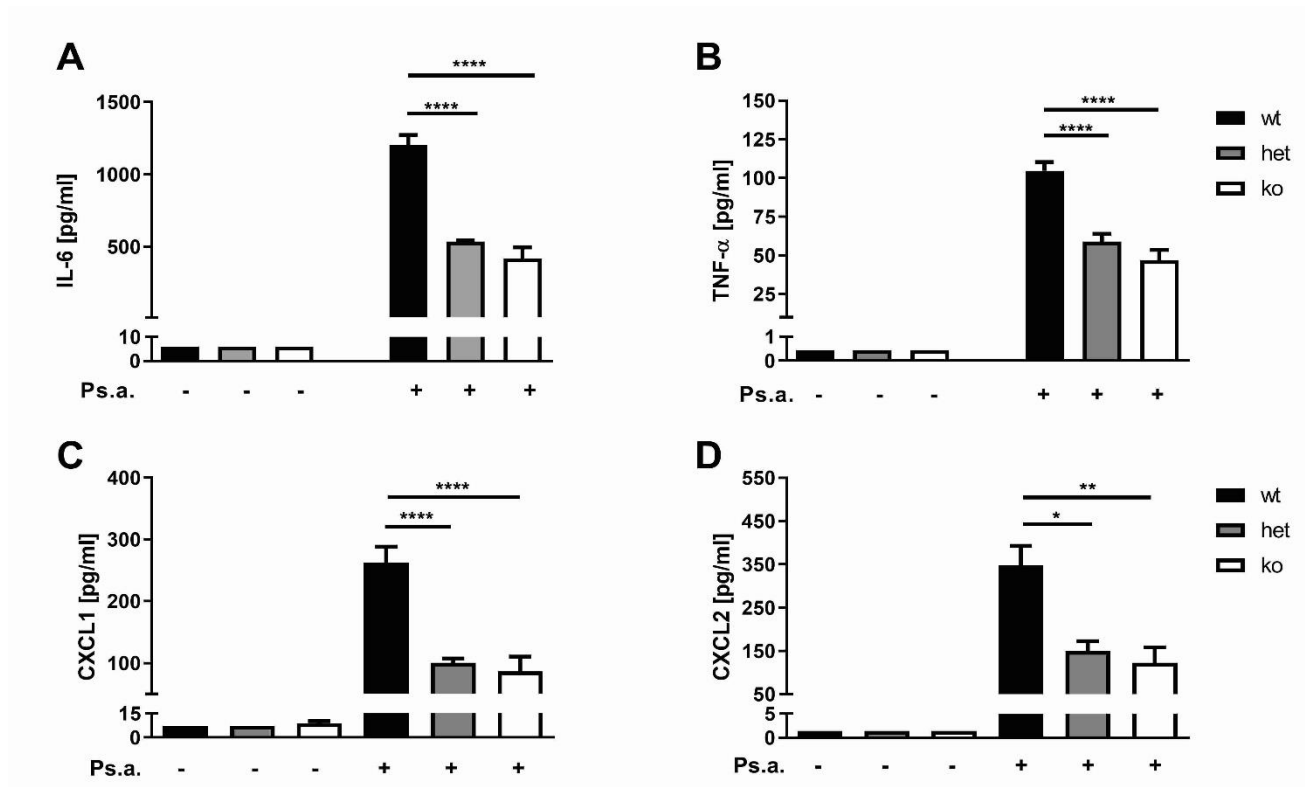 A
B
****
****
1500
1000
500
10
0
IL-6 [pg/ml]
Ps.a. - - - + + +
****
****
150
125
100
75
50
25
1
0
TNF-α [pg/ml]
Ps.a. - - - + + +
wt
het
ko
C
D
****
****
400
300
200
100
15
0
CXCL1 [pg/ml]
Ps.a. - - - + + +
**
*
550
450
350
250
150
50
5
0
CXCL2 [pg/ml]
Ps.a. - - - + + +
wt
het
ko